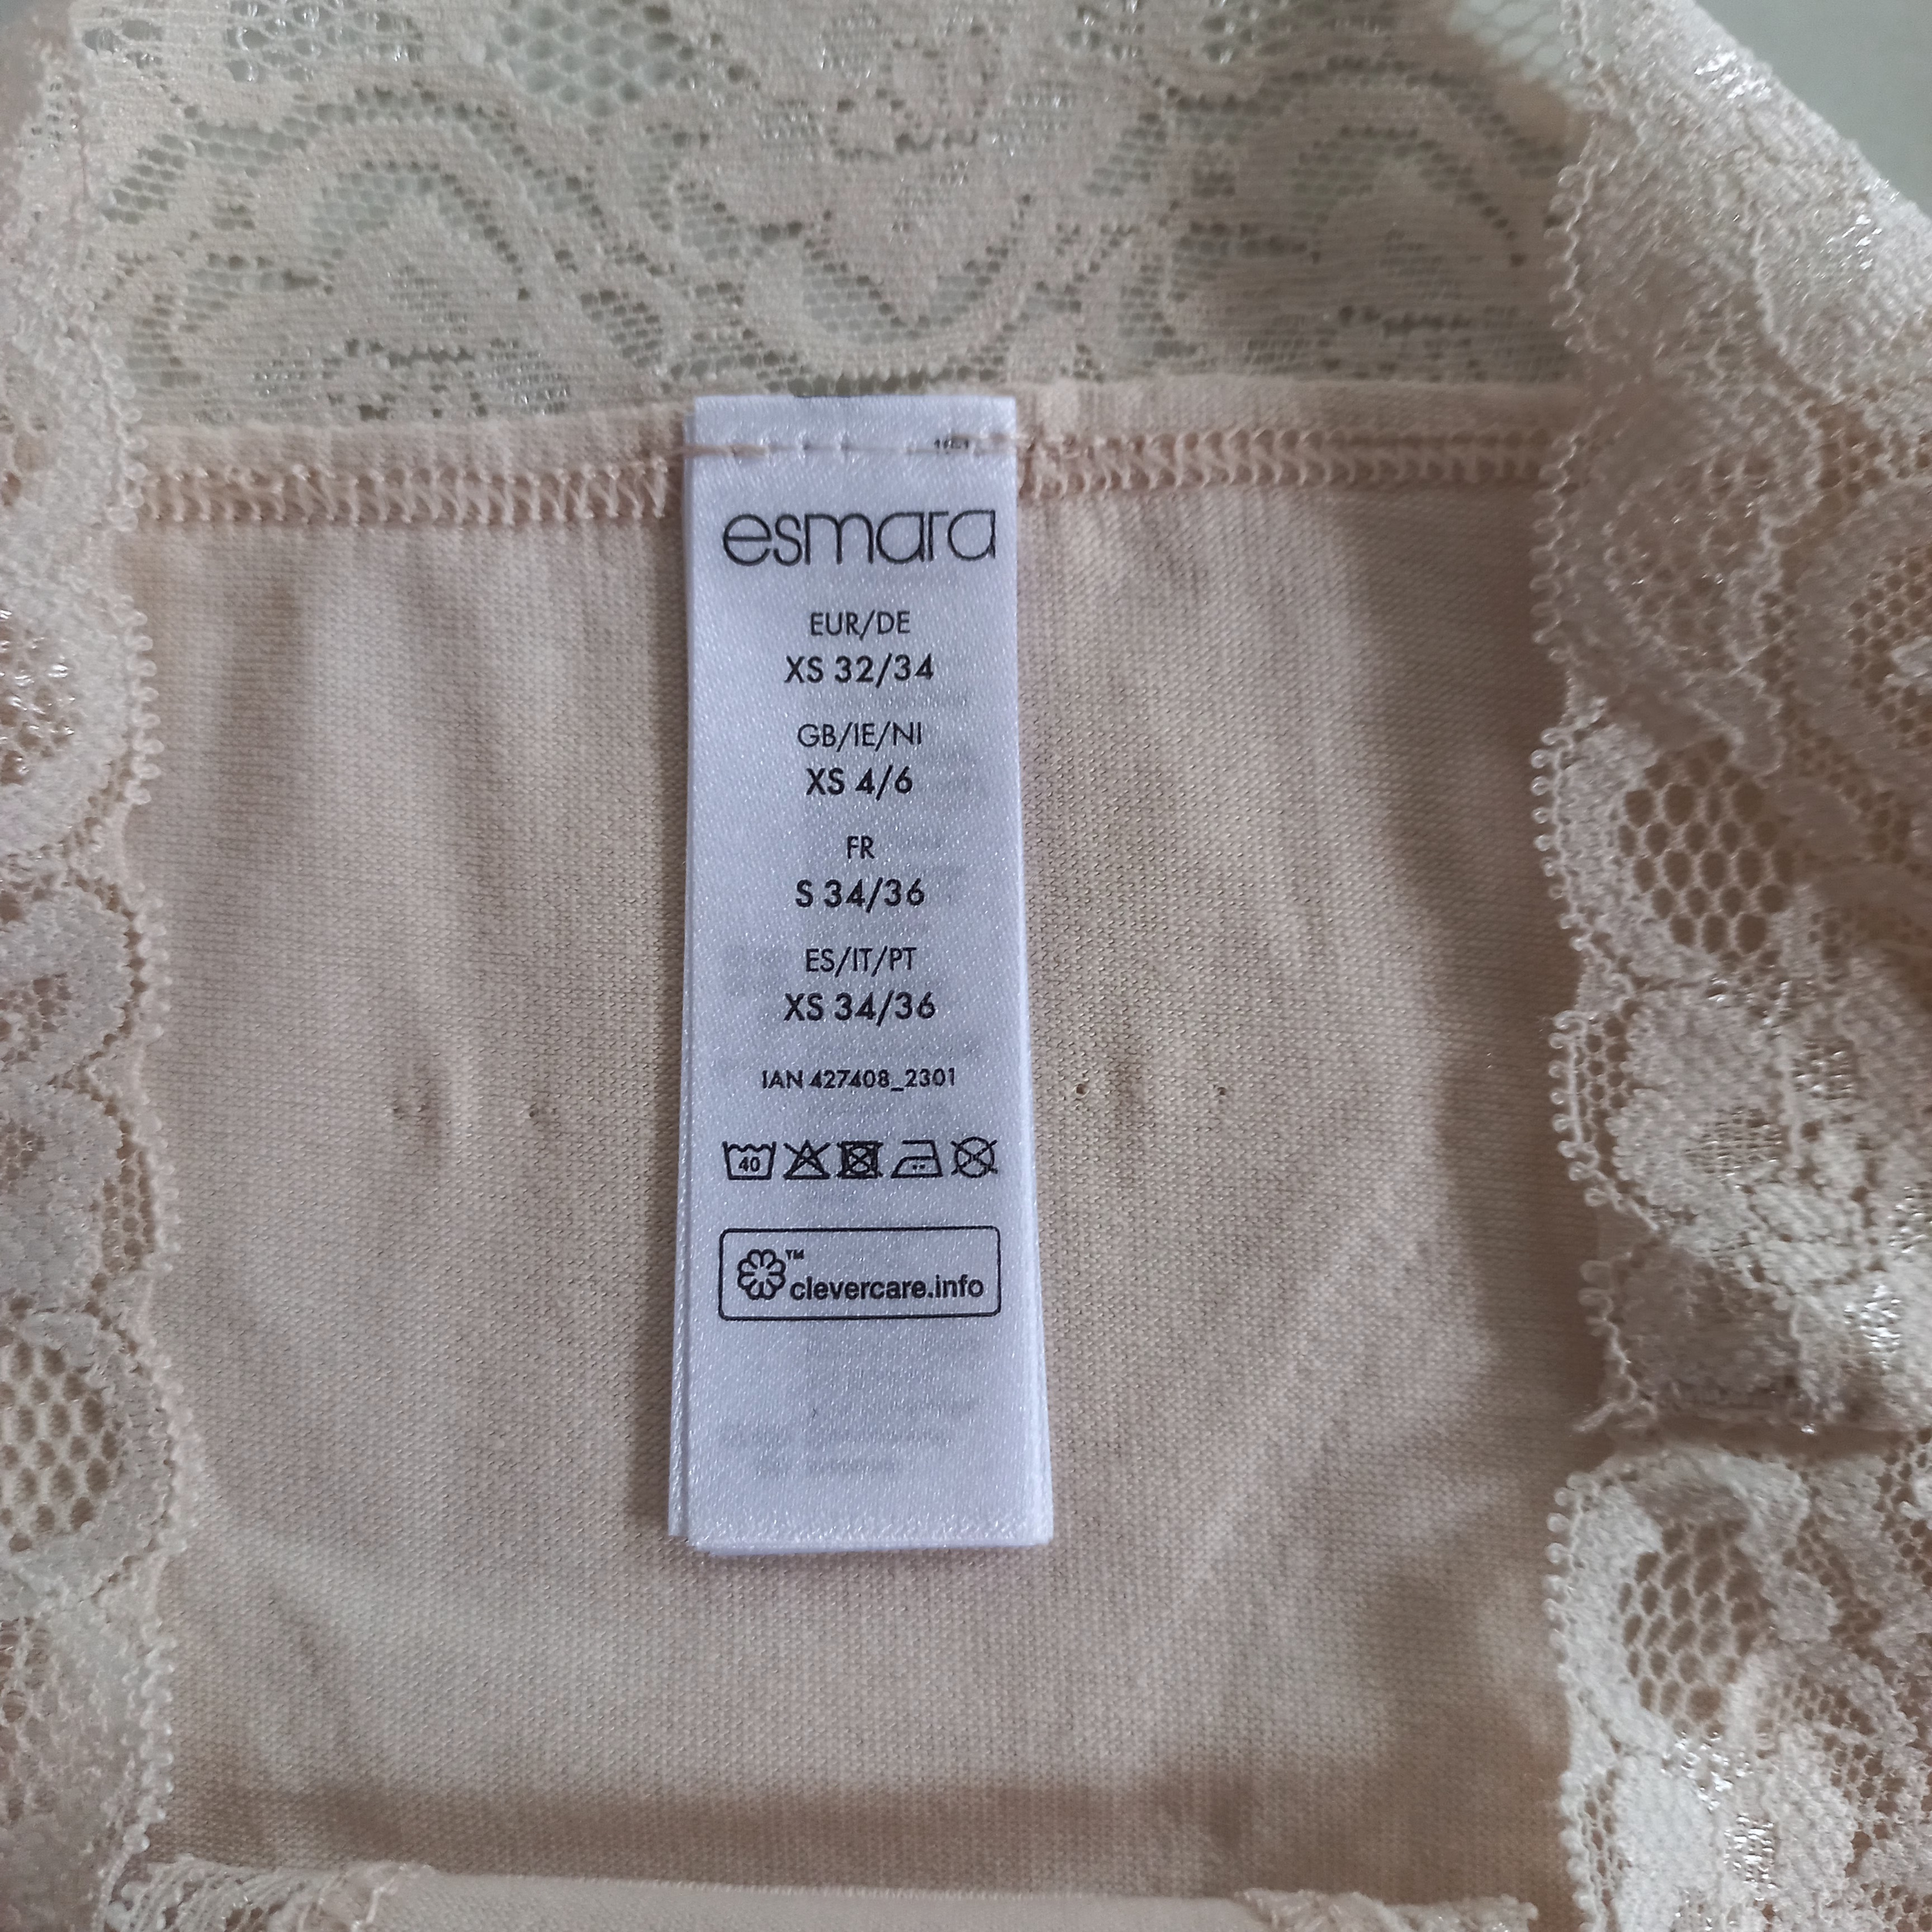 esmara
EUR/DE
XS 32/34
GB/IE/NI
XS 4/6
FR
S 34/36
ES/IT/PT
XS 34/36
IAN 427408_2301
40
™
clevercare.info